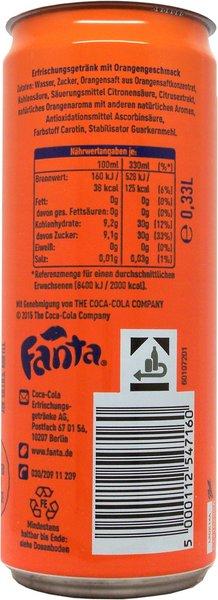 Erfrischungsgetränk mit Orangengeschmack
Zutaten: Wasser, Zucker, Orangensaft aus Orangensaftkonzentrat,
Kohlensäure, Säuerungsmittel Citronensäure, Citrusextrakt,
natürliches Orangenaroma mit anderen natürlichen Aromen,
Antioxidationsmittel Ascorbinsäure,
Farbstoff Carotin, Stabilisator Guarkernmehl.
Nährwertangaben je:
100ml 330ml (%*)
Brennwert: 160 kJ / 528 kJ /
38 kcal 125 kcal (6%)
Fett: 0g 0g (0%)
davon ges. Fettsäuren: 0g 0g (0%)
Kohlenhydrate: 9,2g 30g (12%)
davon Zucker: 9,1g 30g (33%)
Eiweiß: 0g 0g (0%)
Salz: 0,01g 0,03g (1%)
*Referenzmenge für einen durchschnittlichen
Erwachsenen (8400 kJ / 2000 kcal).
℮ 0,33L
Mit Genehmigung von THE COCA-COLA COMPANY
© 2015 The Coca-Cola Company
Fanta®
Coca-Cola
Erfrischungs-
getränke AG,
Postfach 67 01 56
10207 Berlin
www.fanta.de
030/209 11 209
FE
Mindestens
haltbar bis Ende:
siehe Dosenboden
60107201
5 000112 547160